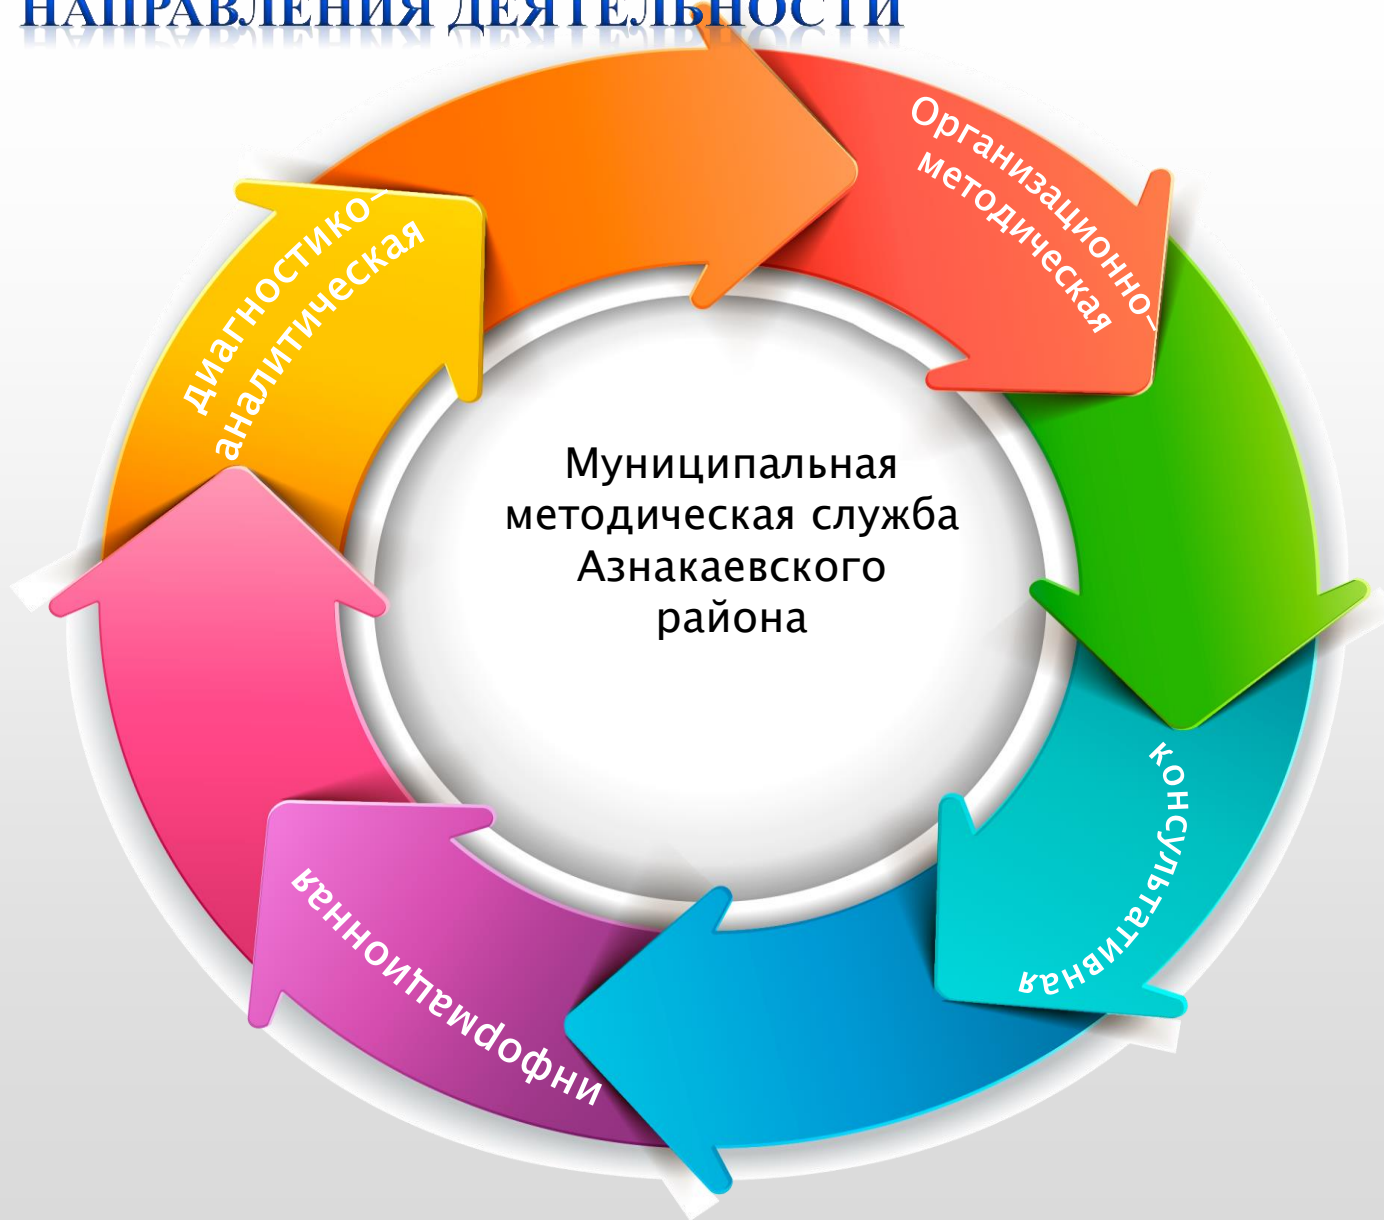 НАПРАВЛЕНИЯ ДЕЯТЕЛЬНОСТИ
диагностико-
аналитическая
Организационно-
методическая
Муниципальная
методическая служба
Азнакаевского
района
консультативная
информационная